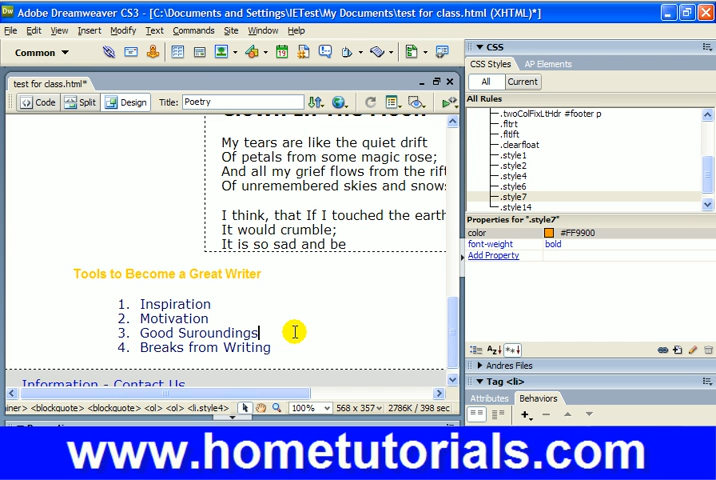 Adobe Dreamweaver CS3 - [C:\Documents and Settings\IETest\My Documents\test for class.html (XHTML)*]
File Edit View Insert Modify Text Commands Site Window Help
Common
test for class.html*
Code Split Design Title: Poetry
My tears are like the quiet drift
Of petals from some magic rose;
And all my grief flows from the rift
Of unremembered skies and snows
I think, that If I touched the earth
It would crumble;
It is so sad and be
Tools to Become a Great Writer
1. Inspiration
2. Motivation
3. Good Suroundings
4. Breaks from Writing
Information - Contact Us
<blockquote> <blockquote> <ol> <ol> <li.style4> 100% 568 x 357 2786K / 398 sec
CSS
CSS Styles AP Elements
All Current
All Rules
.twoColFixLtHdr #footer p
.fltrt
.fltlft
.clearfloat
.style1
.style2
.style4
.style6
.style7
.style14
Properties for ".style7"
color #FF9900
font-weight bold
Add Property
Andres Files
Tag <li>
Attributes Behaviors
www.hometutorials.com